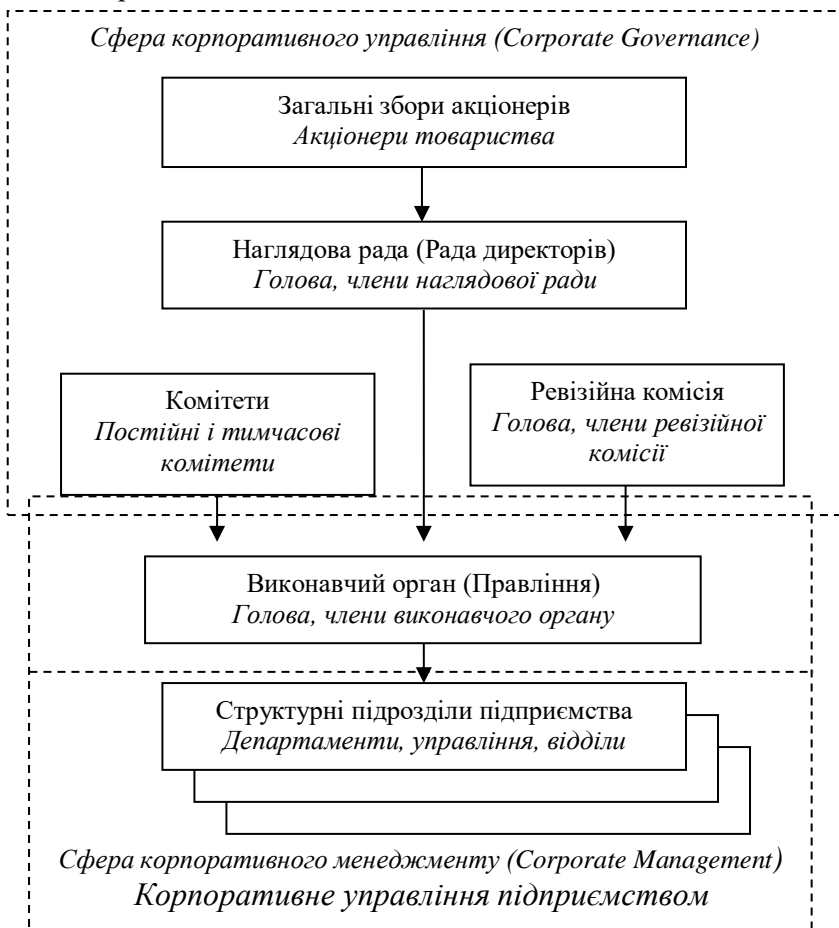 Сфера корпоративного управління (Corporate Governance)
Загальні збори акціонерів
Акціонери товариства
Наглядова рада (Рада директорів)
Голова, члени наглядової ради
Комітети
Постійні і тимчасові
комітети
Ревізійна комісія
Голова, члени ревізійної
комісії
Виконавчий орган (Правління)
Голова, члени виконавчого органу
Структурні підрозділи підприємства
Департаменти, управління, відділи
Сфера корпоративного менеджменту (Corporate Management)
Корпоративне управління підприємством